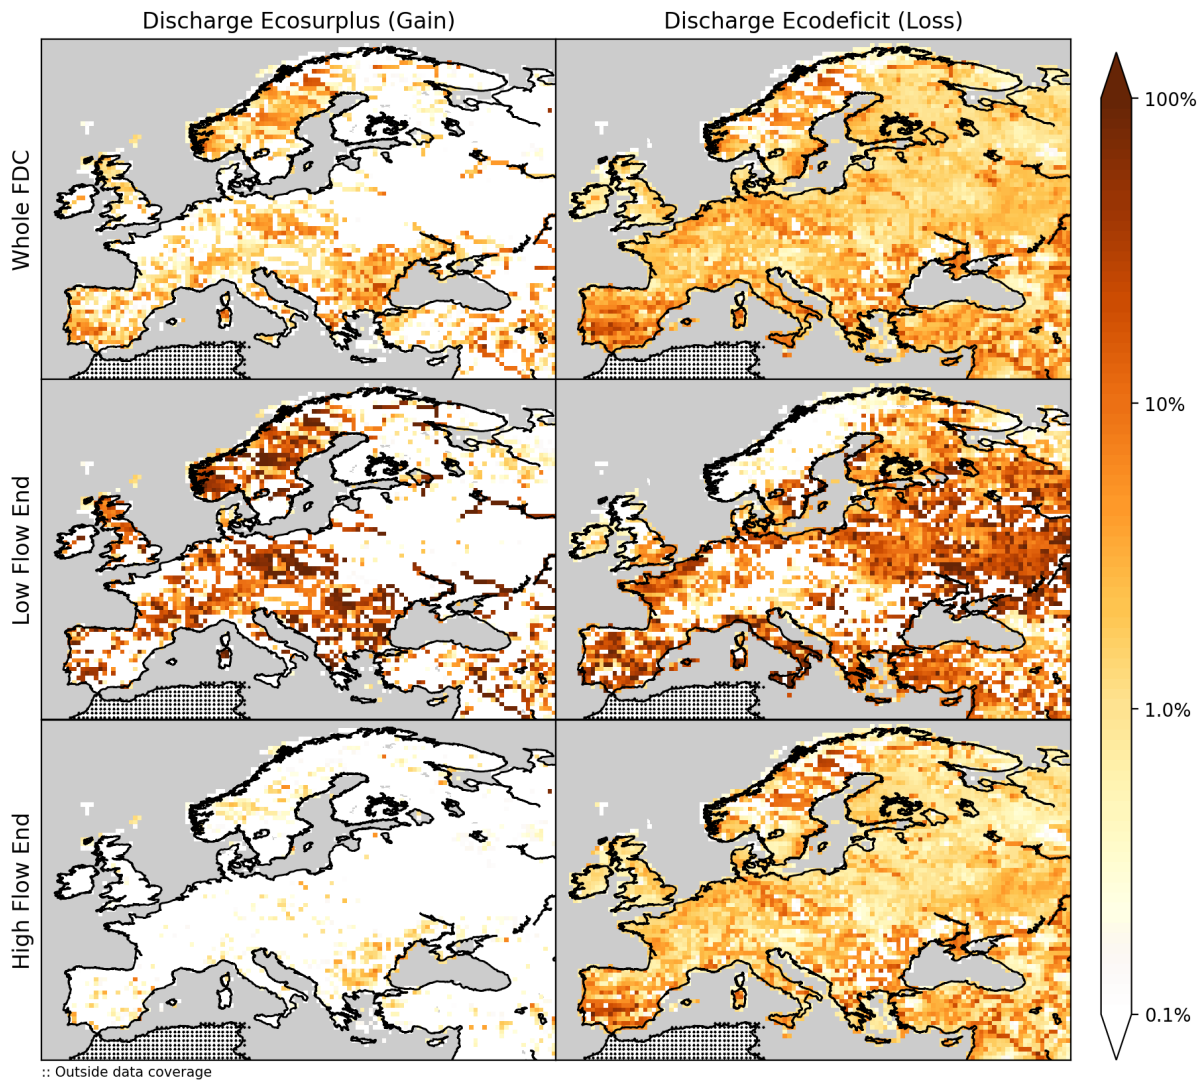 Discharge Ecosurplus (Gain)
Discharge Ecodeficit (Loss)
Whole FDC
Low Flow End
High Flow End
100%
10%
1.0%
0.1%
:: Outside data coverage